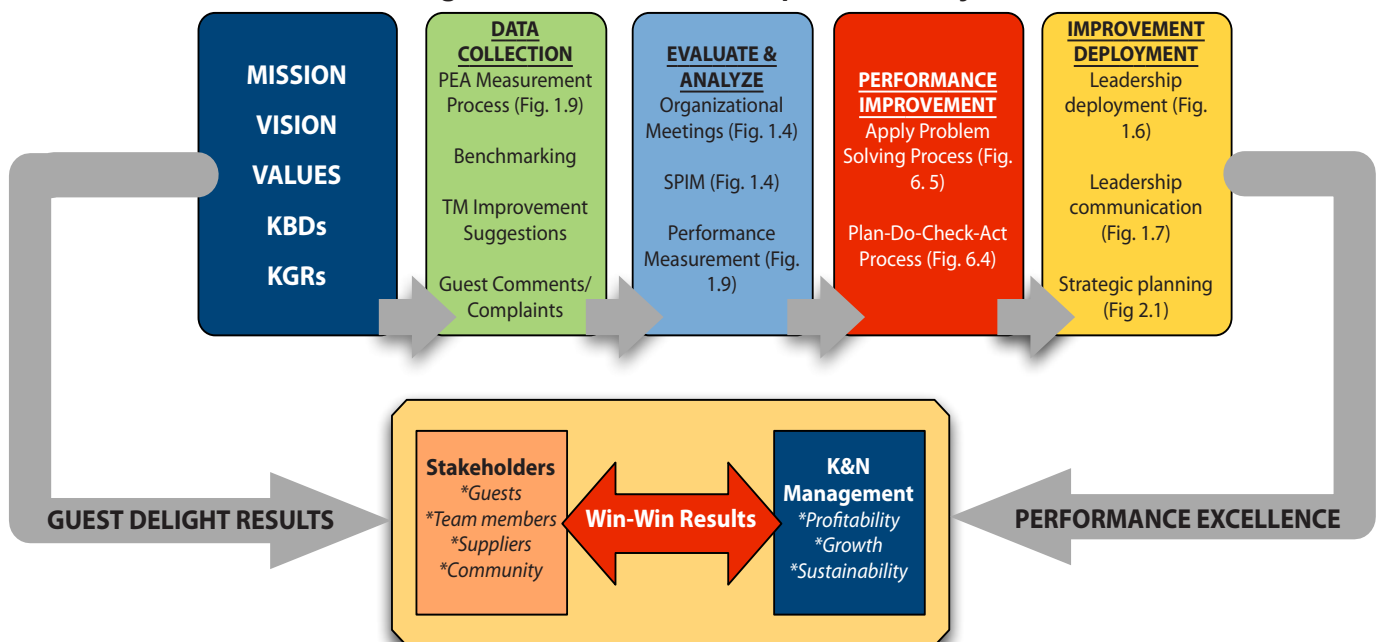 MISSION
VISION
VALUES
KBDs
KGRs
DATA
COLLECTION
PEA Measurement
Process (Fig. 1.9)
Benchmarking
TM Improvement
Suggestions
Guest Comments/
Complaints
EVALUATE &
ANALYZE
Organizational
Meetings (Fig. 1.4)
SPIM (Fig. 1.4)
Performance
Measurement (Fig.
1.9)
PERFORMANCE
IMPROVEMENT
Apply Problem
Solving Process (Fig.
6. 5)
Plan-Do-Check-Act
Process (Fig. 6.4)
IMPROVEMENT
DEPLOYMENT
Leadership
deployment (Fig.
1.6)
Leadership
communication
(Fig. 1.7)
Strategic planning
(Fig 2.1)
GUEST DELIGHT RESULTS
Stakeholders
*Guests
*Team members
*Suppliers
*Community
Win-Win Results
K&N
Management
*Profitability
*Growth
*Sustainability
PERFORMANCE EXCELLENCE